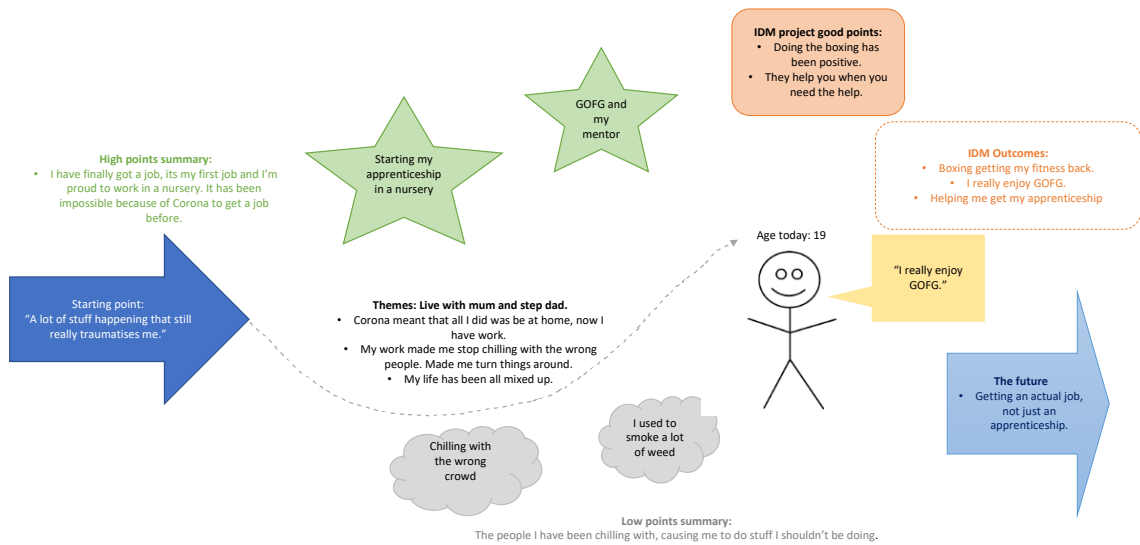 IDM project good points:
• Doing the boxing has
been positive.
• They help you when you
need the help.
GOFG and
my
mentor
Starting my
apprenticeship
in a nursery
High points summary:
• I have finally got a job, its my first job and I'm
proud to work in a nursery. It has been
impossible because of Corona to get a job
before.
IDM Outcomes:
• Boxing getting my fitness back.
• I really enjoy GOFG.
• Helping me get my apprenticeship
Age today: 19
"I really enjoy
GOFG."
Starting point:
"A lot of stuff happening that still
really traumatises me."
Themes: Live with mum and step dad.
• Corona meant that all I did was be at home, now I
have work.
• My work made me stop chilling with the wrong
people. Made me turn things around.
• My life has been all mixed up.
The future
• Getting an actual job,
not just an
apprenticeship.
Chilling with
the wrong
crowd
I used to
smoke a lot
of weed
Low points summary:
The people I have been chilling with, causing me to do stuff I shouldn't be doing.